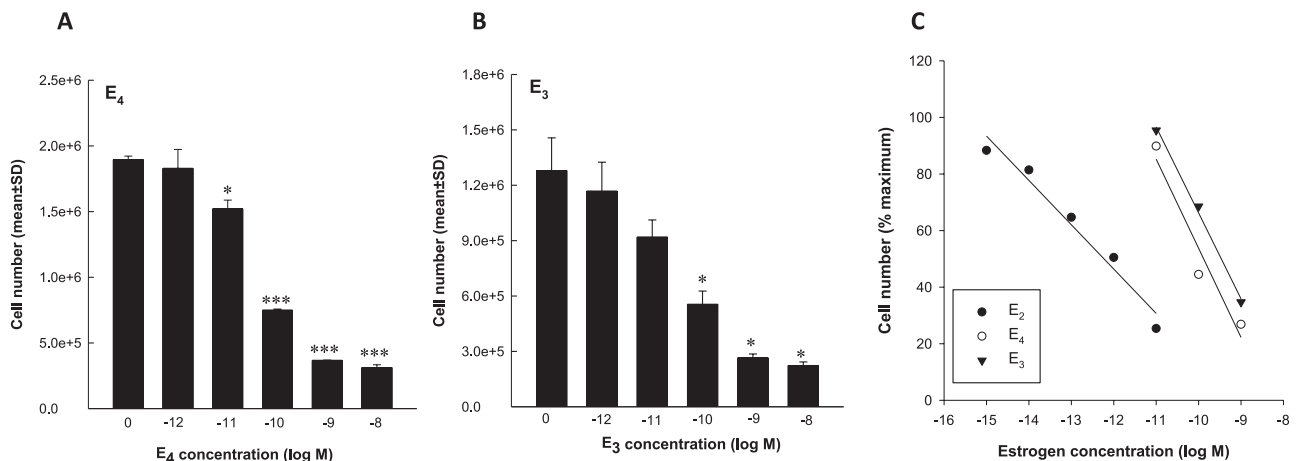 A
B
C
E4
2.5e+6
2.0e+6
1.5e+6
1.0e+6
5.0e+5
0.0
Cell number (mean±SD)
*
***
***
***
0 -12 -11 -10 -9 -8
E4 concentration (log M)
E3
1.8e+6
1.5e+6
1.2e+6
9.0e+5
6.0e+5
3.0e+5
0.0
Cell number (mean±SD)
*
*
*
0 -12 -11 -10 -9 -8
E3 concentration (log M)
120
100
80
60
40
20
0
Cell number (% maximum)
E2
E4
E3
-16 -15 -14 -13 -12 -11 -10 -9 -8
Estrogen concentration (log M)